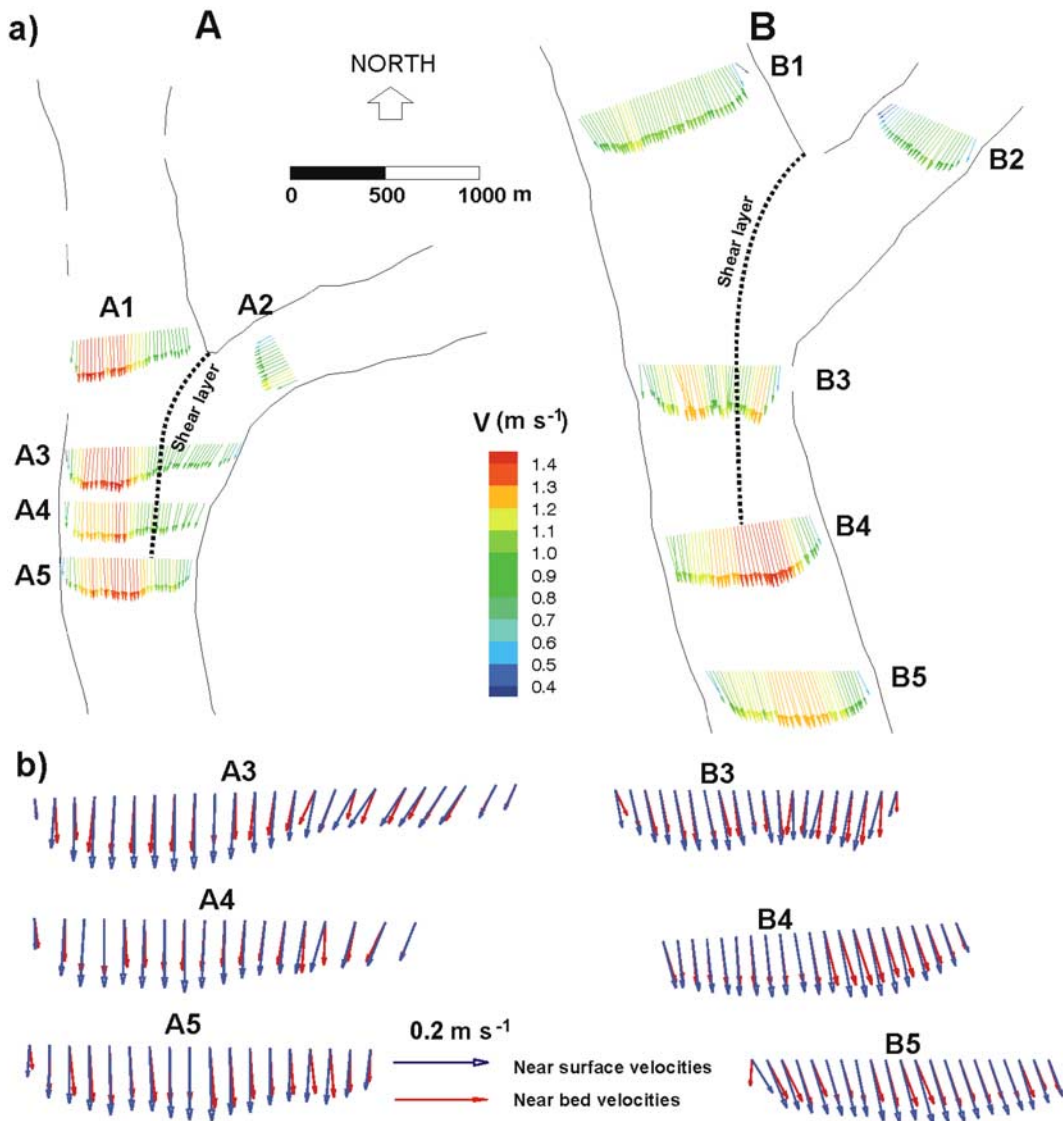 a)
A
B
NORTH
0 500 1000 m
B1
B2
Shear layer
A1
A2
Shear layer
B3
V (m s⁻¹)
1.4
1.3
1.2
1.1
1.0
0.9
0.8
0.7
0.6
0.5
0.4
A3
A4
A5
B4
B5
b)
A3
B3
A4
B4
A5
0.2 m s⁻¹
Near surface velocities
Near bed velocities
B5